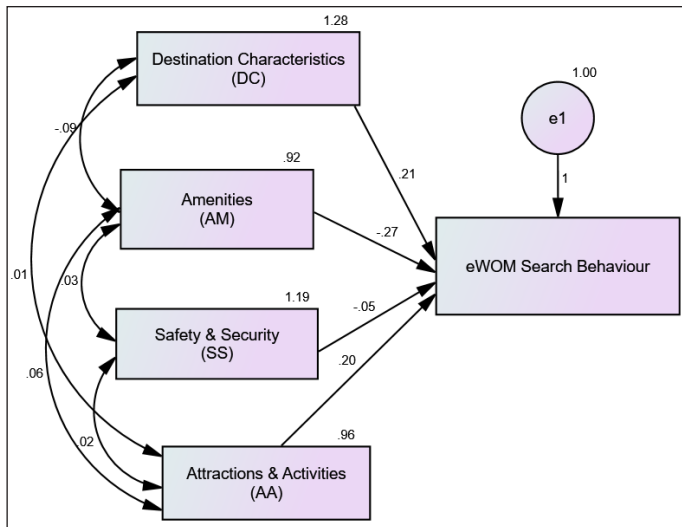 1.28
Destination Characteristics
(DC)
1.00
e1
-.09
.92
.21
1
Amenities
(AM)
-.27
eWOM Search Behaviour
.01
.03
1.19
Safety & Security
(SS)
-.05
.20
.06
.02
.96
Attractions & Activities
(AA)